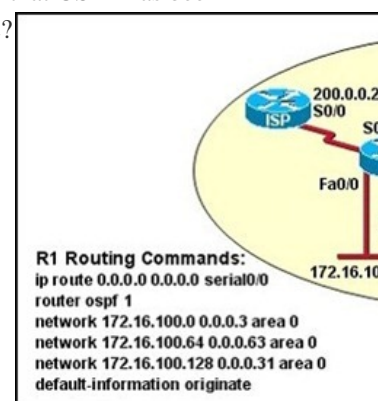 ?
200.0.0.2
S0/0
ISP
Fa0/0
172.16.10
R1 Routing Commands:
ip route 0.0.0.0 0.0.0.0 serial0/0
router ospf 1
network 172.16.100.0 0.0.0.3 area 0
network 172.16.100.64 0.0.0.63 area 0
network 172.16.100.128 0.0.0.31 area 0
default-information originate